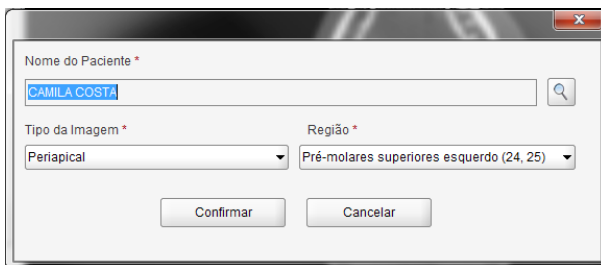 Nome do Paciente *
CAMILA COSTA
Tipo da Imagem * Região *
Periapical Pré-molares superiores esquerdo (24, 25)
Confirmar Cancelar